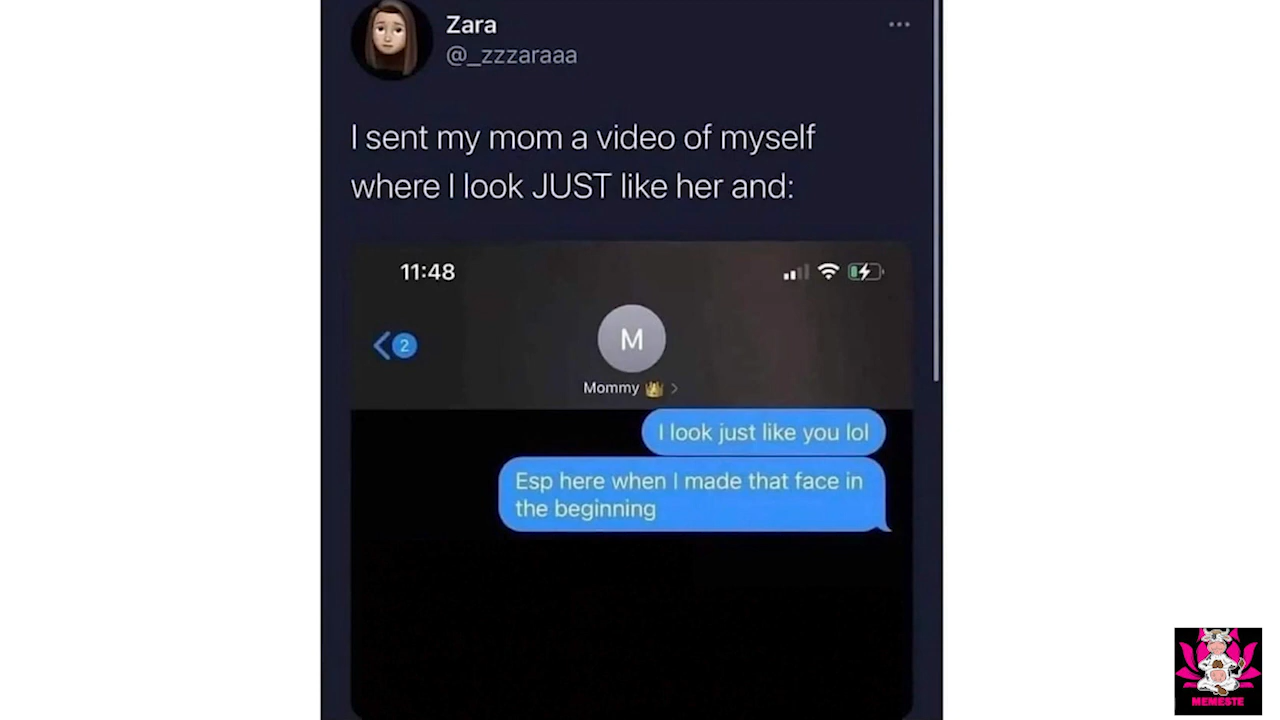 Zara
@_zzzaraaa
I sent my mom a video of myself
where I look JUST like her and:
11:48
2
M
Mommy 👑
I look just like you lol
Esp here when I made that face in
the beginning
MEMESTE